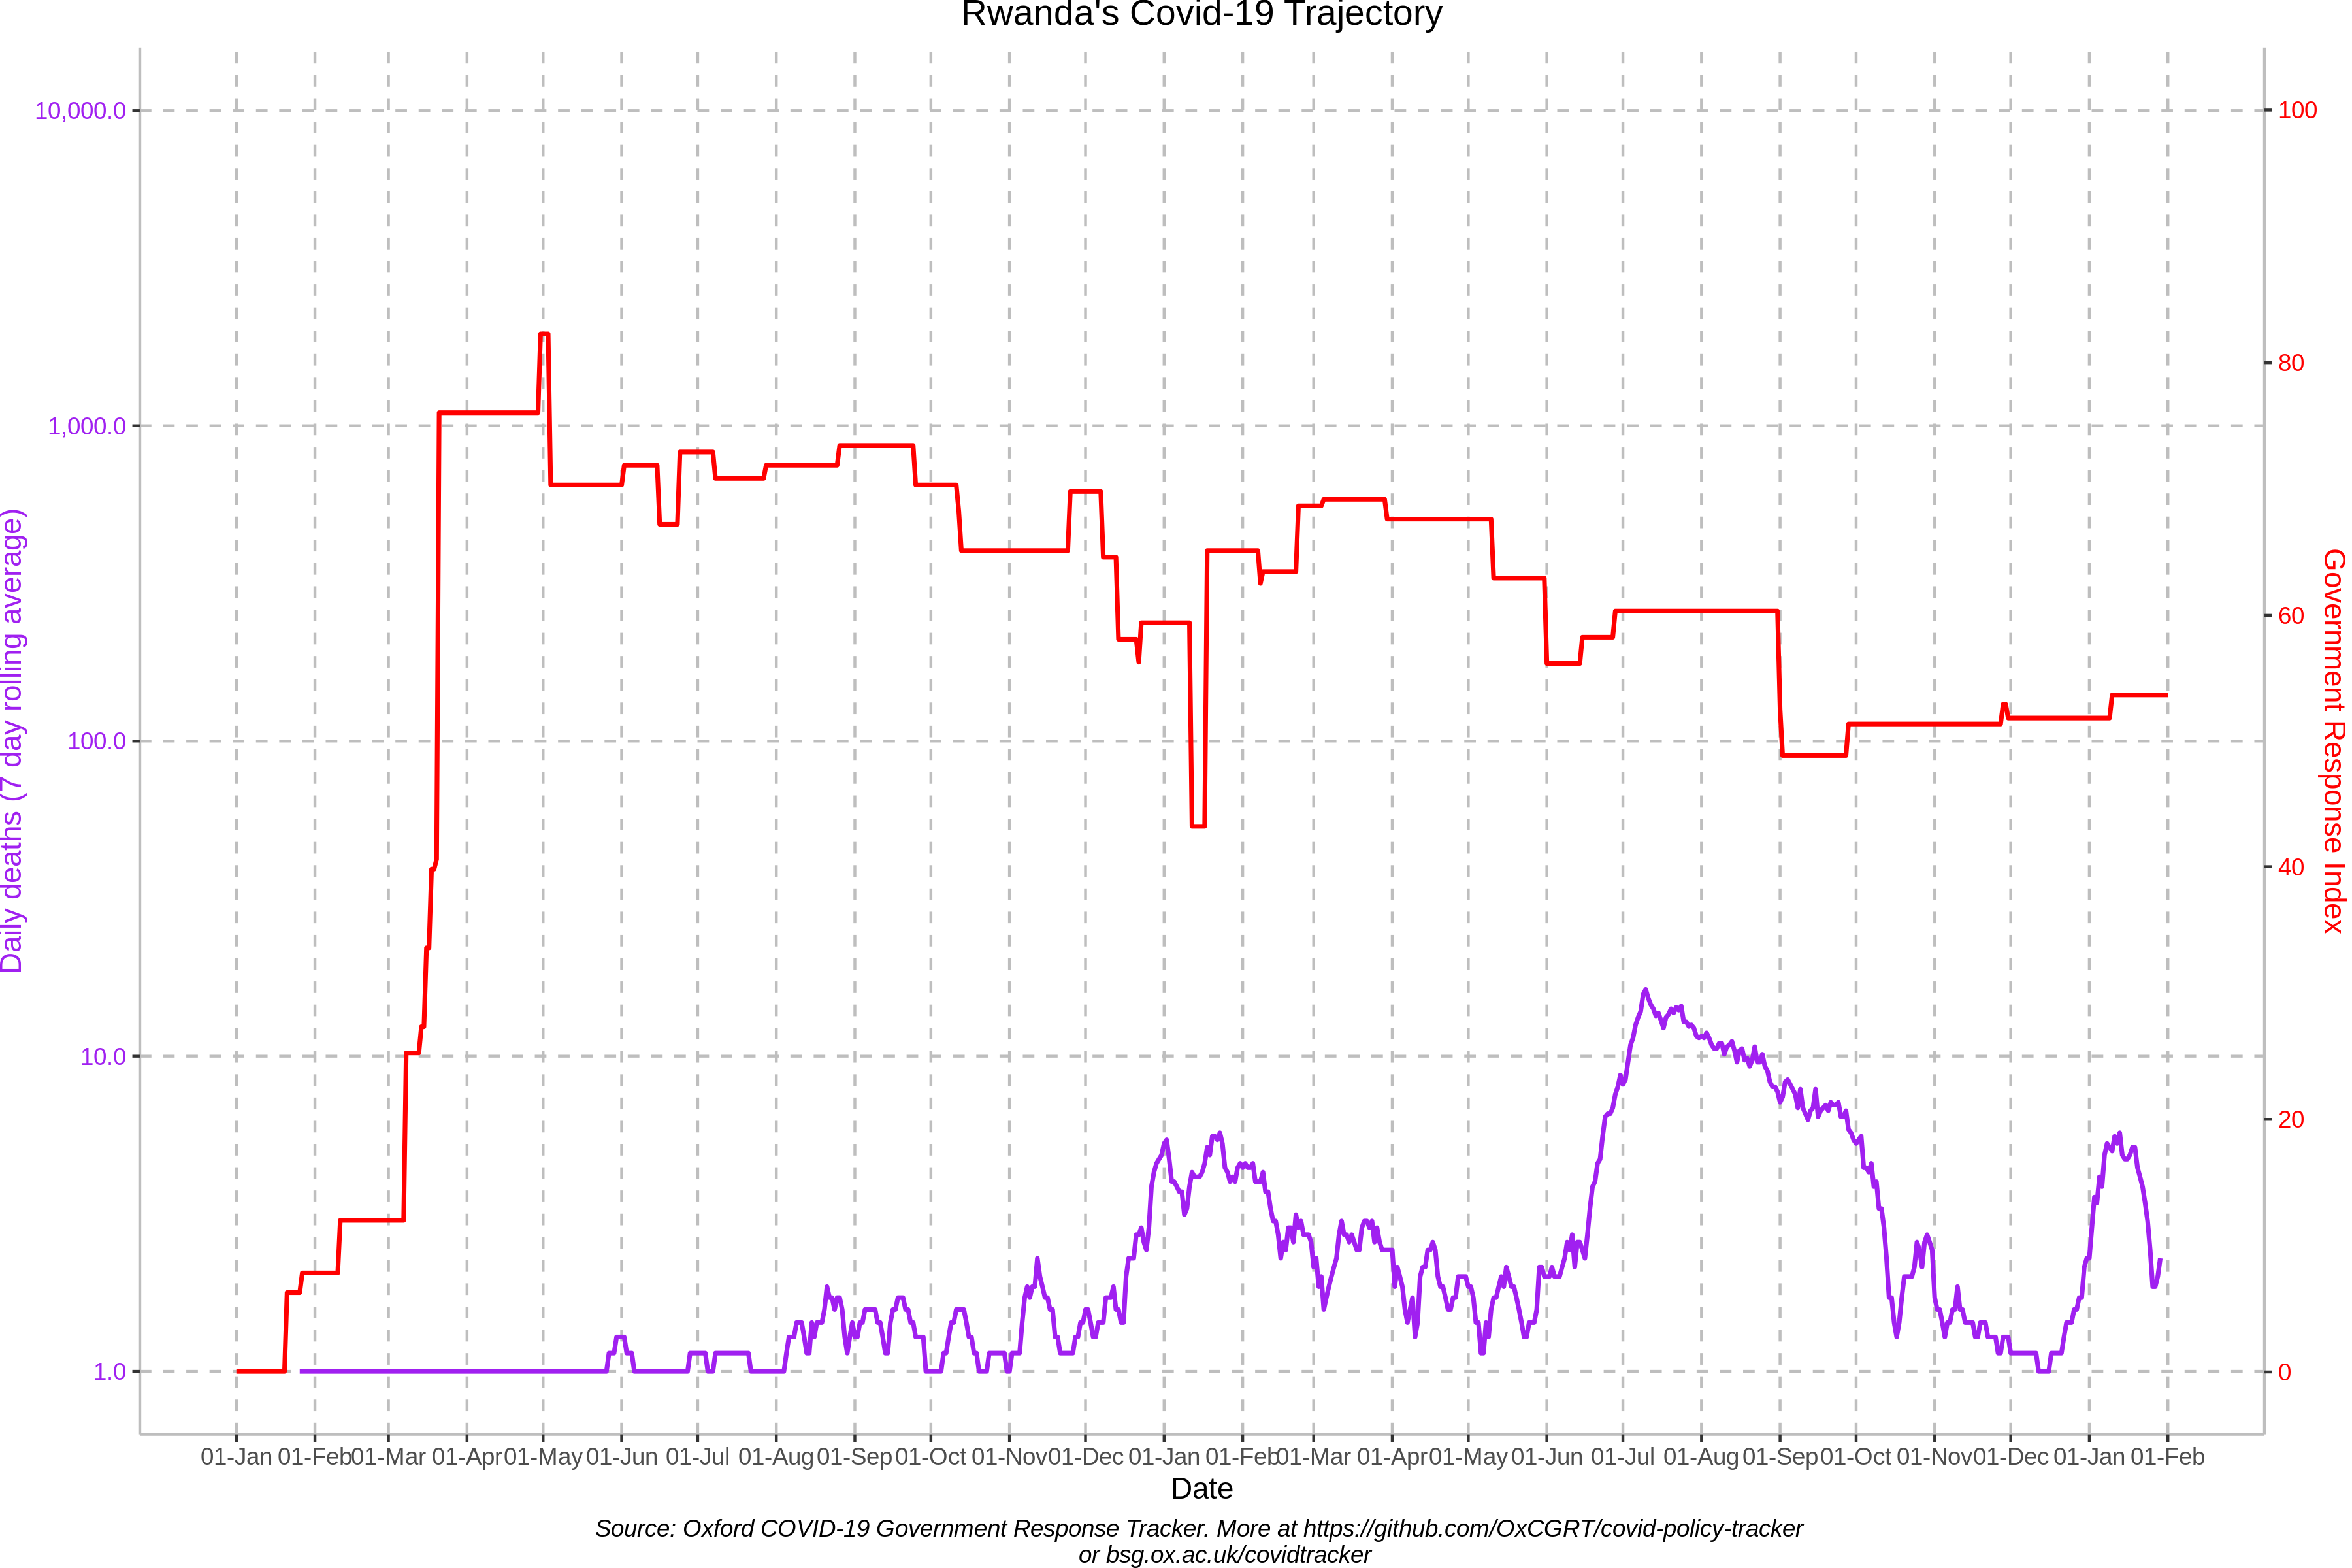 Rwanda's Covid-19 Trajectory
Daily deaths (7 day rolling average)
10,000.0
1,000.0
100.0
10.0
1.0
100
80
60
40
20
0
Government Response Index
01-Jan 01-Feb 01-Mar 01-Apr 01-May 01-Jun 01-Jul 01-Aug 01-Sep 01-Oct 01-Nov 01-Dec 01-Jan 01-Feb 01-Mar 01-Apr 01-May 01-Jun 01-Jul 01-Aug 01-Sep 01-Oct 01-Nov 01-Dec 01-Jan 01-Feb
Date
Source: Oxford COVID-19 Government Response Tracker. More at https://github.com/OxCGRT/covid-policy-tracker
or bsg.ox.ac.uk/covidtracker